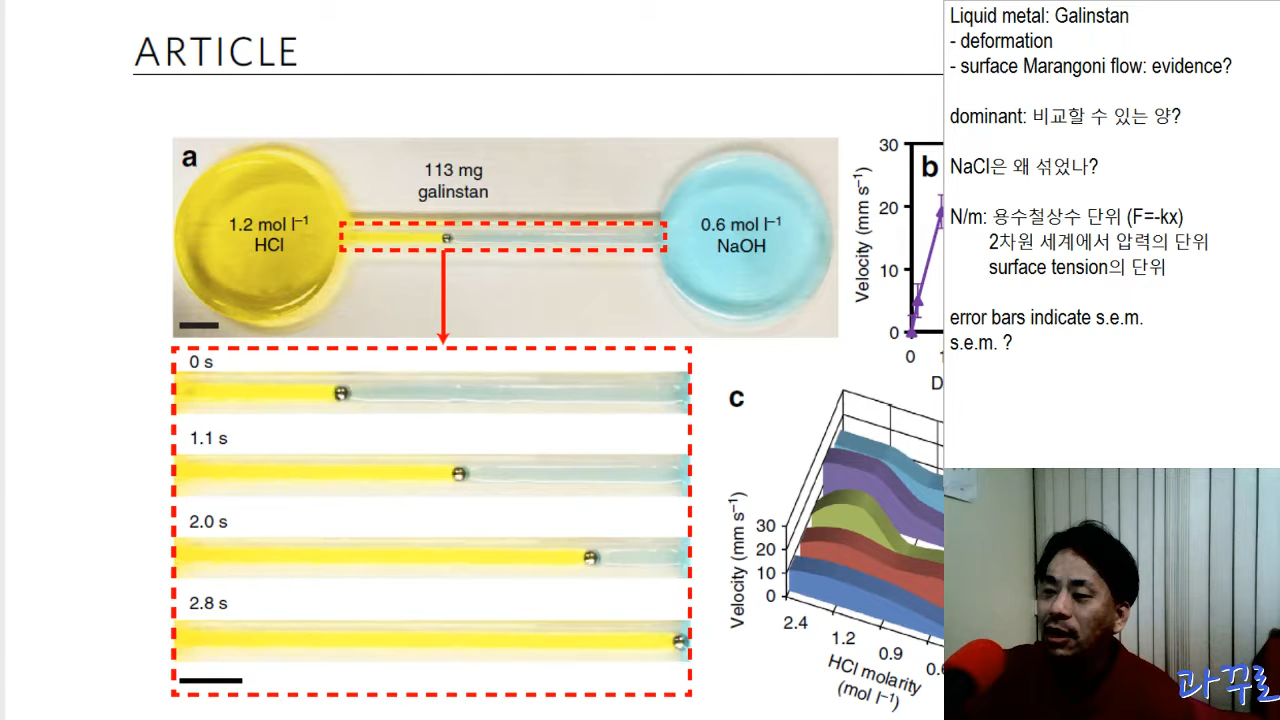 ARTICLE
a
113 mg
galinstan
1.2 mol l–1
HCl
0.6 mol l–1
NaOH
0 s
1.1 s
2.0 s
2.8 s
b
Velocity (mm s–1)
30
20
10
0
0
D
c
Velocity (mm s–1)
30
20
10
0
2.4
1.2
0.9
HCl molarity
(mol l–1)
Liquid metal: Galinstan
- deformation
- surface Marangoni flow: evidence?
dominant: 비교할 수 있는 양?
NaCl은 왜 섞었나?
N/m: 용수철상수 단위 (F=-kx)
2차원 세계에서 압력의 단위
surface tension의 단위
error bars indicate s.e.m.
s.e.m. ?
과꾸로